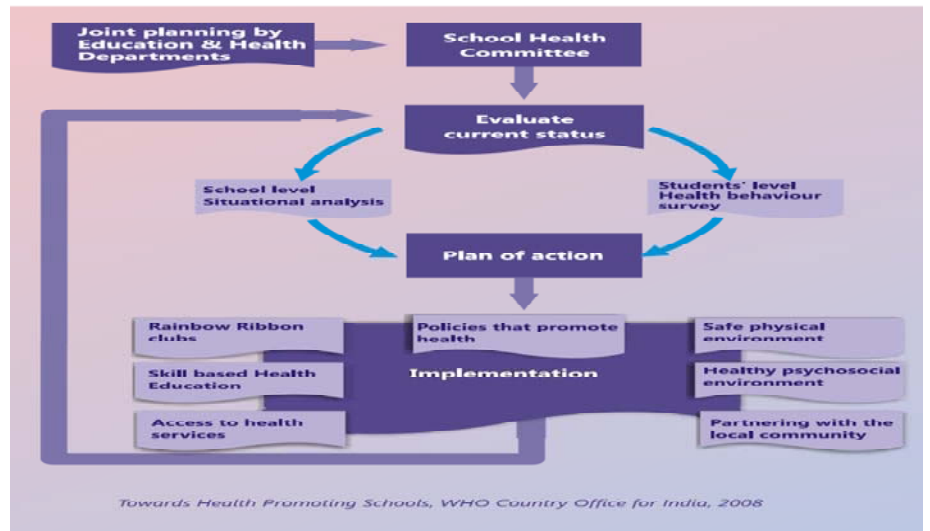 Joint planning by
Education & Health
Departments
School Health
Committee
Evaluate
current status
School level
Situational analysis
Students' level
Health behaviour
survey
Plan of action
Rainbow Ribbon
clubs
Policies that promote
health
Safe physical
environment
Skill based Health
Education
Implementation
Healthy psychosocial
environment
Access to health
services
Partnering with the
local community
Towards Health Promoting Schools, WHO Country Office for India, 2008